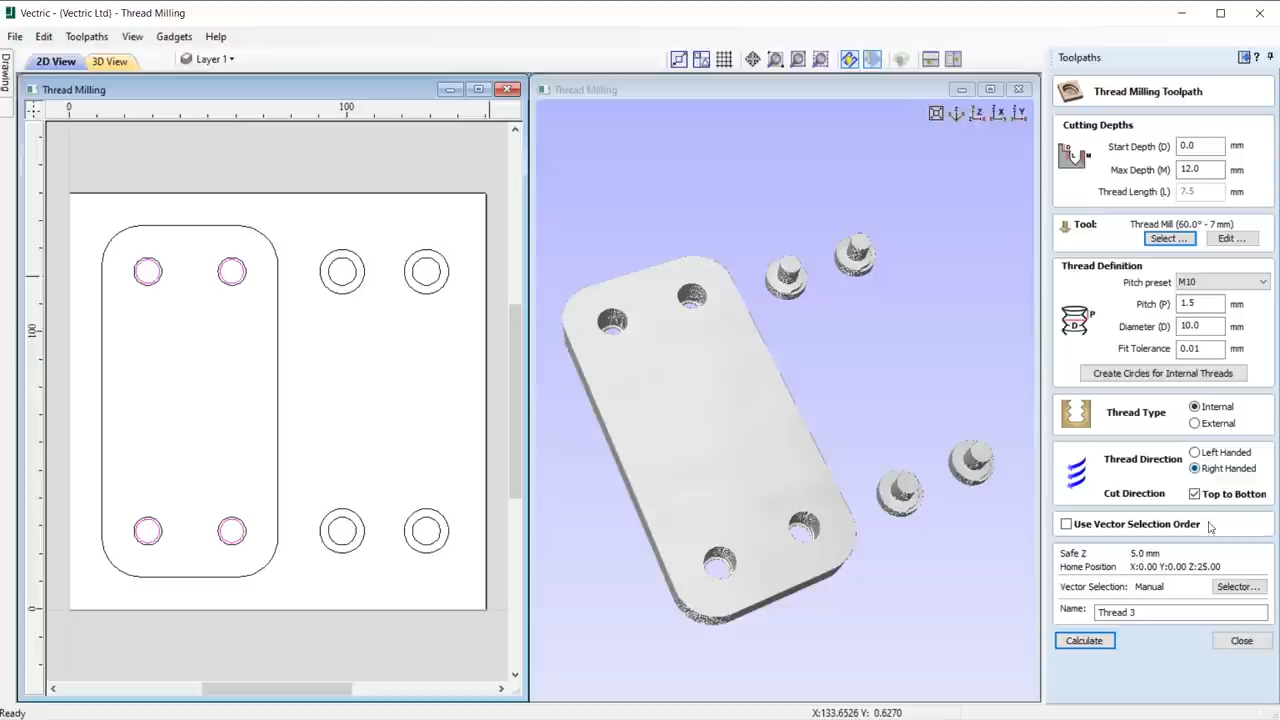 Vectric - {Vectric Ltd} - Thread Milling
File Edit Toolpaths View Gadgets Help
Drawing
2D View 3D View Layer 1
Toolpaths ?
Thread Milling
0 100
100
0
Thread Milling
Z X Y
Thread Milling Toolpath
Cutting Depths
D L M
Start Depth (D) 0.0 mm
Max Depth (M) 12.0 mm
Thread Length (L) 7.5 mm
Tool: Thread Mill (60.0° - 7 mm)
Select ... Edit ...
Thread Definition
Pitch preset M10
Pitch (P) 1.5 mm
P D
Diameter (D) 10.0 mm
Fit Tolerance 0.01 mm
Create Circles for Internal Threads
Thread Type Internal
External
Thread Direction Left Handed
Right Handed
Cut Direction Top to Bottom
Use Vector Selection Order
Safe Z 5.0 mm
Home Position X:0.00 Y:0.00 Z:25.00
Vector Selection: Manual Selector...
Name: Thread 3
Calculate Close
Ready X:133.6526 Y: 0.6270